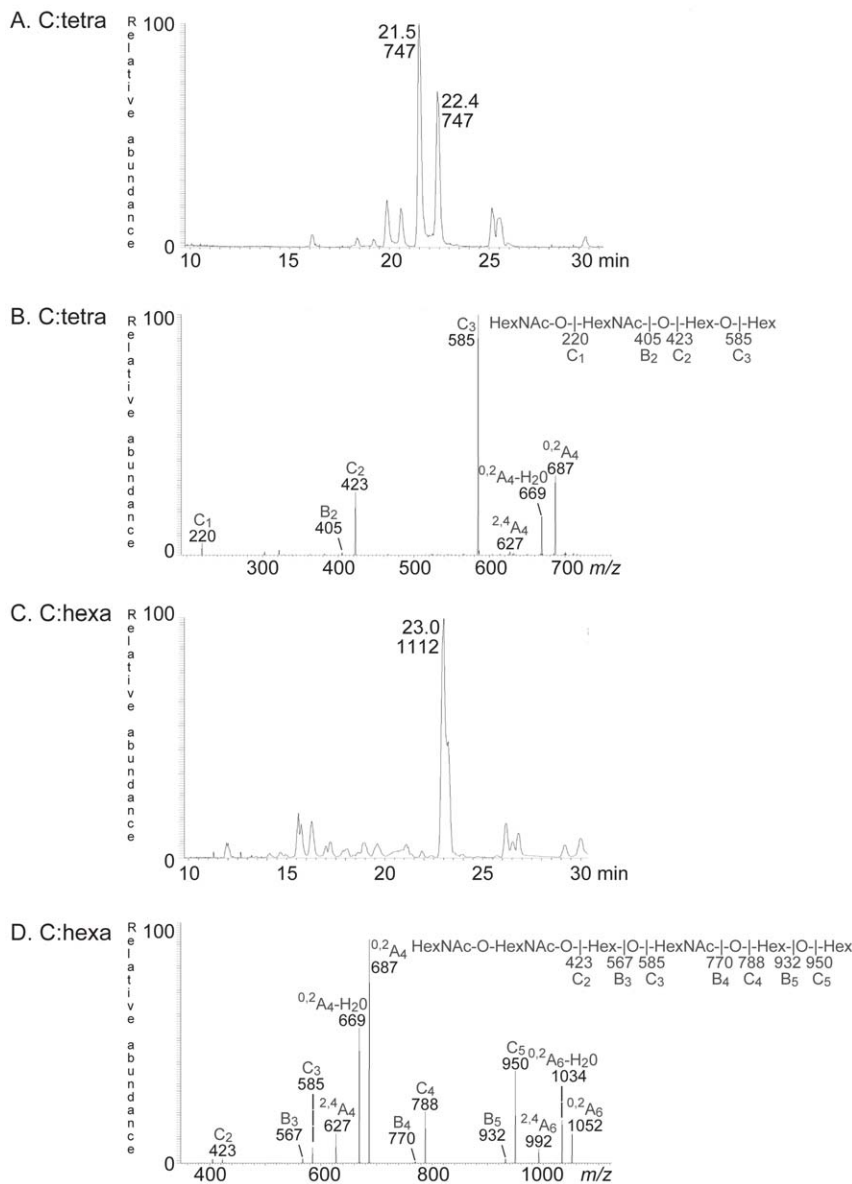 A. C:tetra
Relative abundance
100
21.5
747
22.4
747
0
10 15 20 25 30 min
B. C:tetra
Relative abundance
100
C3
585
HexNAc-O-|-HexNAc-|-O-|-Hex-O-|-Hex
220 405 423 585
C1 B2 C2 C3
0,2A4
687
0,2A4-H20
669
C2
423
2,4A4
627
B2
405
C1
220
0
300 400 500 600 700 m/z
C. C:hexa
Relative abundance
100
23.0
1112
0
10 15 20 25 30 min
D. C:hexa
Relative abundance
100
0,2A4
687
HexNAc-O-HexNAc-O-|-Hex-|O-|-HexNAc-|-O-|-Hex-|O-|-Hex
423 567 585 770 788 932 950
C2 B3 C3 B4 C4 B5 C5
0,2A4-H20
669
C5
950
0,2A6-H20
1034
C3
585
2,4A4
627
C4
788
0,2A6
1052
B3
567
B4
770
B5
932
2,4A6
992
C2
423
0
400 600 800 1000 m/z